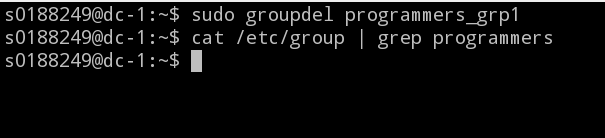 s0188249@dc-1:~$ sudo groupdel programmers_grp1
s0188249@dc-1:~$ cat /etc/group | grep programmers
s0188249@dc-1:~$